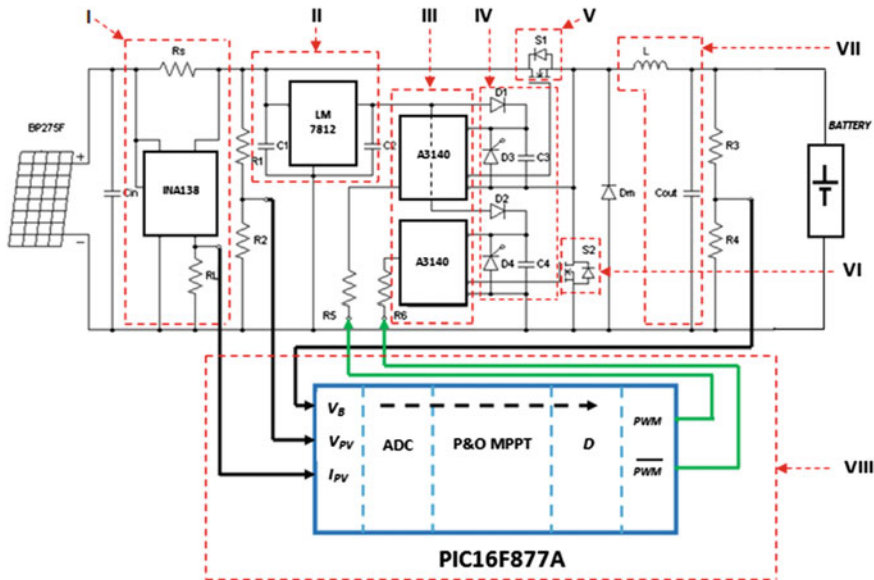 I
II
III
IV
V
S1
VII
Rs
L
BP275F
LM
7812
D1
BATTERY
C1
C2
R1
A3140
D3
C3
R3
+
INA138
D2
Cin
Dm
Cout
R2
S2
R4
A3140
D4
C4
RL
VI
R5
R6
VB
VPV
IPV
ADC
P&O MPPT
D
PWM
PWM
VIII
PIC16F877A